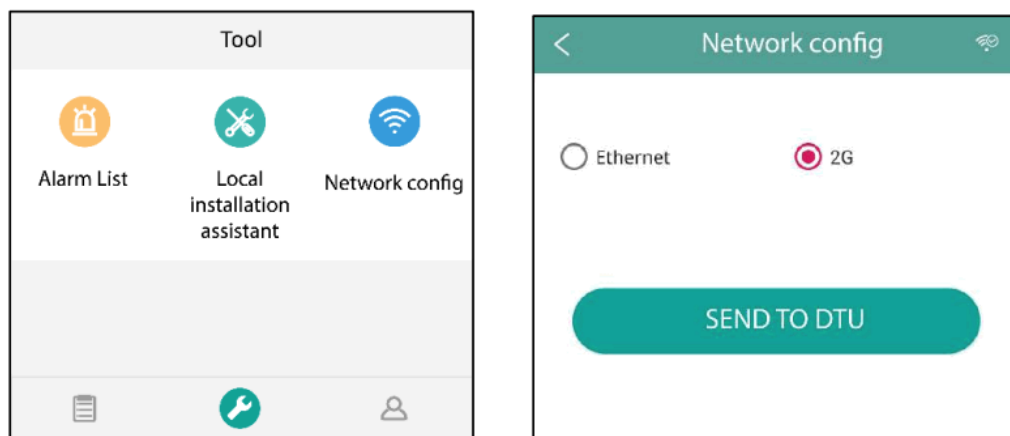 Tool
Alarm List
Local
installation
assistant
Network config
Network config
Ethernet
2G
SEND TO DTU